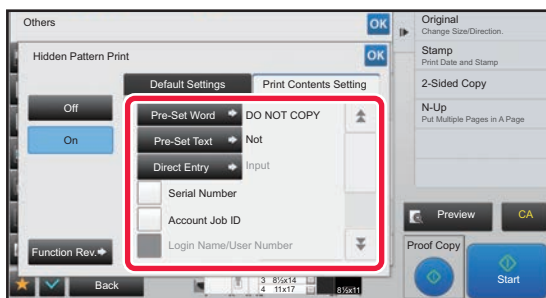 Others
OK
Hidden Pattern Print
OK
Default Settings
Print Contents Setting
Off
On
Pre-Set Word
DO NOT COPY
Pre-Set Text
Not
Direct Entry
Input
Serial Number
Account Job ID
Login Name/User Number
Function Rev.
Back
3 8½x14
4 11x17
8½x11
Original
Change Size/Direction.
Stamp
Print Date and Stamp
2-Sided Copy
N-Up
Put Multiple Pages in A Page
Preview
CA
Proof Copy
Start